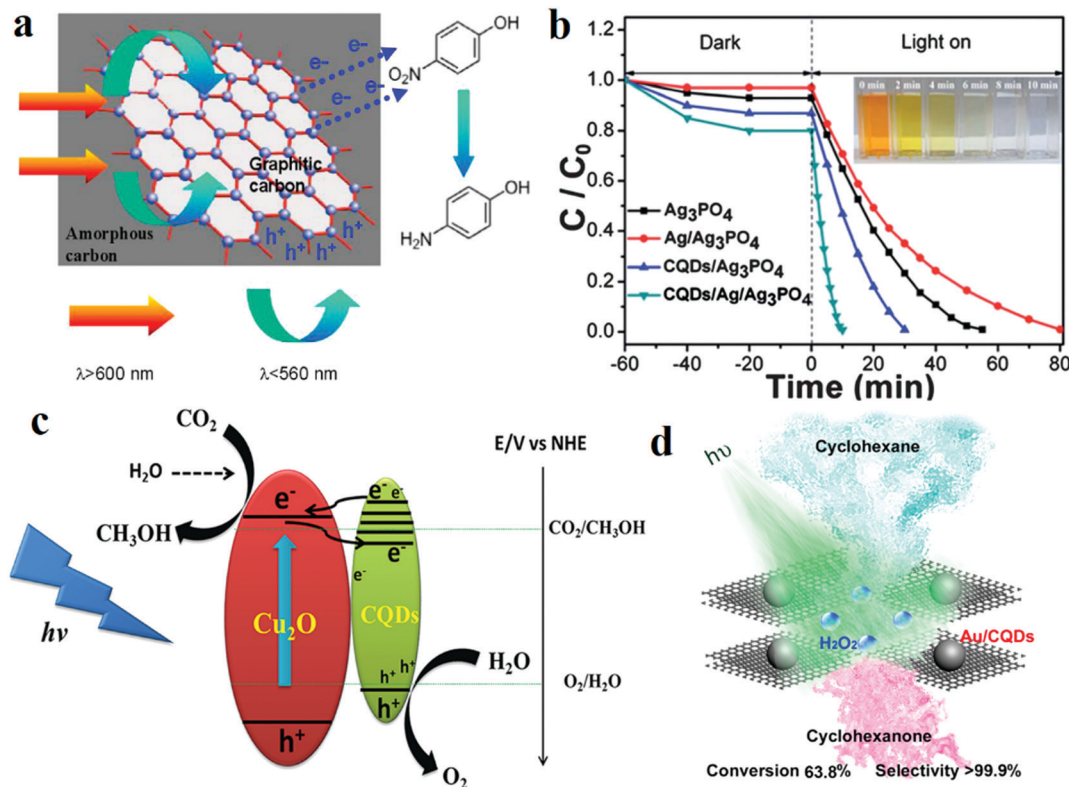 a
e-
e-
e-
e-
O₂N
OH
Graphitic
carbon
h⁺
h⁺ h⁺ h⁺
Amorphous
carbon
H₂N
OH
λ>600 nm
λ<560 nm
b
Dark
Light on
0 min
2 min
4 min
6 min
8 min
10 min
C / C₀
1.0
0.8
0.6
0.4
0.2
0.0
Ag₃PO₄
Ag/Ag₃PO₄
CQDs/Ag₃PO₄
CQDs/Ag/Ag₃PO₄
-60
-40
-20
0
20
40
60
80
Time (min)
c
CO₂
H₂O
CH₃OH
hν
e⁻
Cu₂O
h⁺
e⁻ e⁻
e⁻
e⁻
CQDs
h⁺ h⁺
h⁺
H₂O
O₂
E/V vs NHE
CO₂/CH₃OH
O₂/H₂O
d
hυ
Cyclohexane
H₂O₂
Au/CQDs
Cyclohexanone
Conversion 63.8%
Selectivity >99.9%